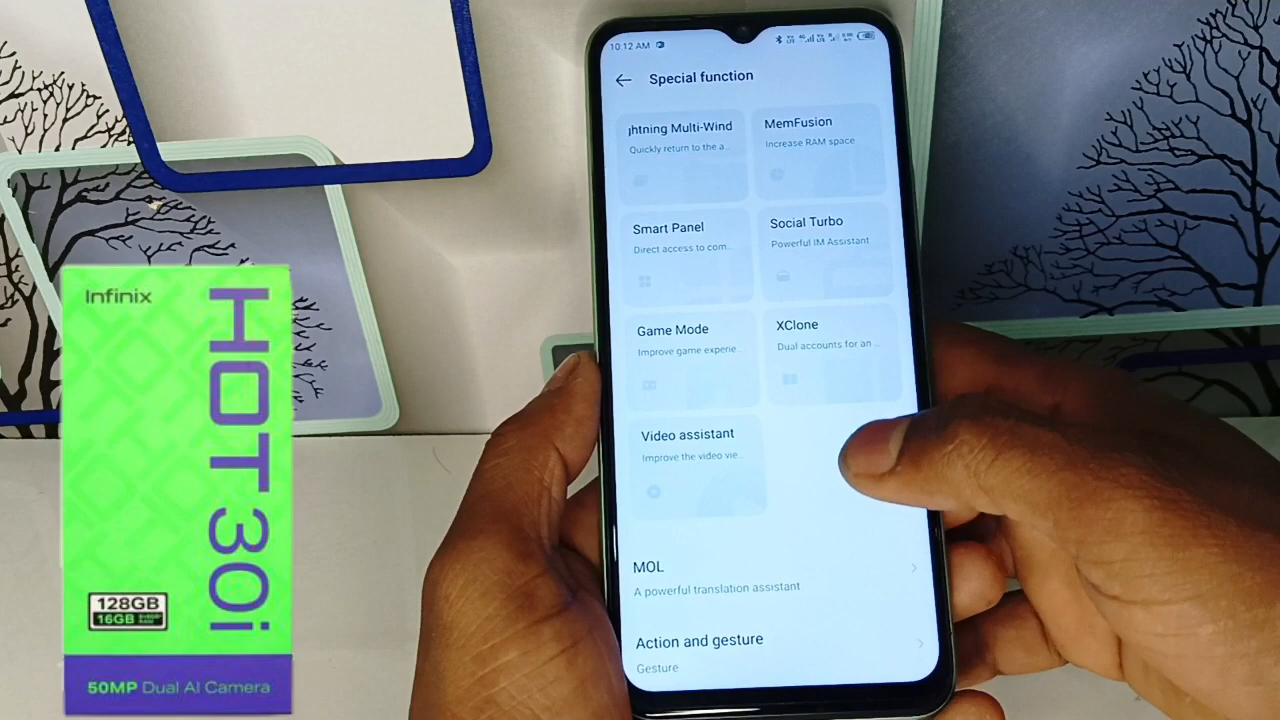 Infinix
HOT 30i
128GB
16GB
50MP Dual AI Camera
10:12 AM
Special function
htning Multi-Wind
Quickly return to the a...
MemFusion
Increase RAM space
Smart Panel
Direct access to com...
Social Turbo
Powerful IM Assistant
Game Mode
Improve game experie...
XClone
Dual accounts for an ...
Video assistant
Improve the video vie...
MOL
A powerful translation assistant
Action and gesture
Gesture